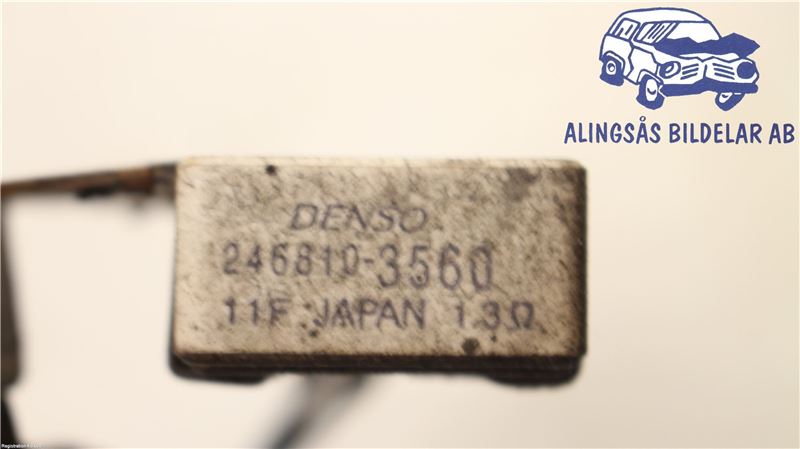 ALINGSÅS BILDELAR AB
DENSO
246810-3560
11F JAPAN 1.3Ω